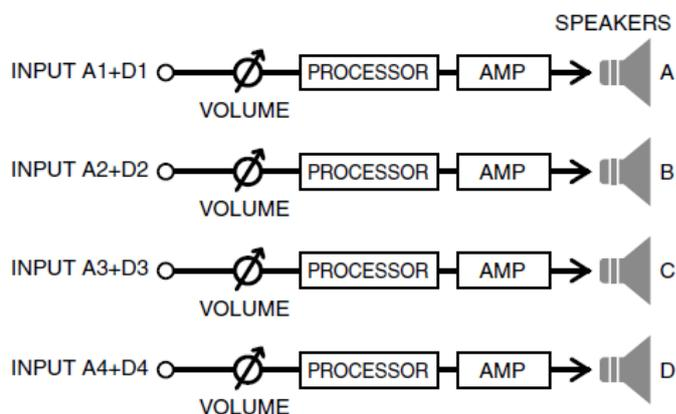 SPEAKERS
INPUT A1+D1 PROCESSOR AMP A
VOLUME
INPUT A2+D2 PROCESSOR AMP B
VOLUME
INPUT A3+D3 PROCESSOR AMP C
VOLUME
INPUT A4+D4 PROCESSOR AMP D
VOLUME